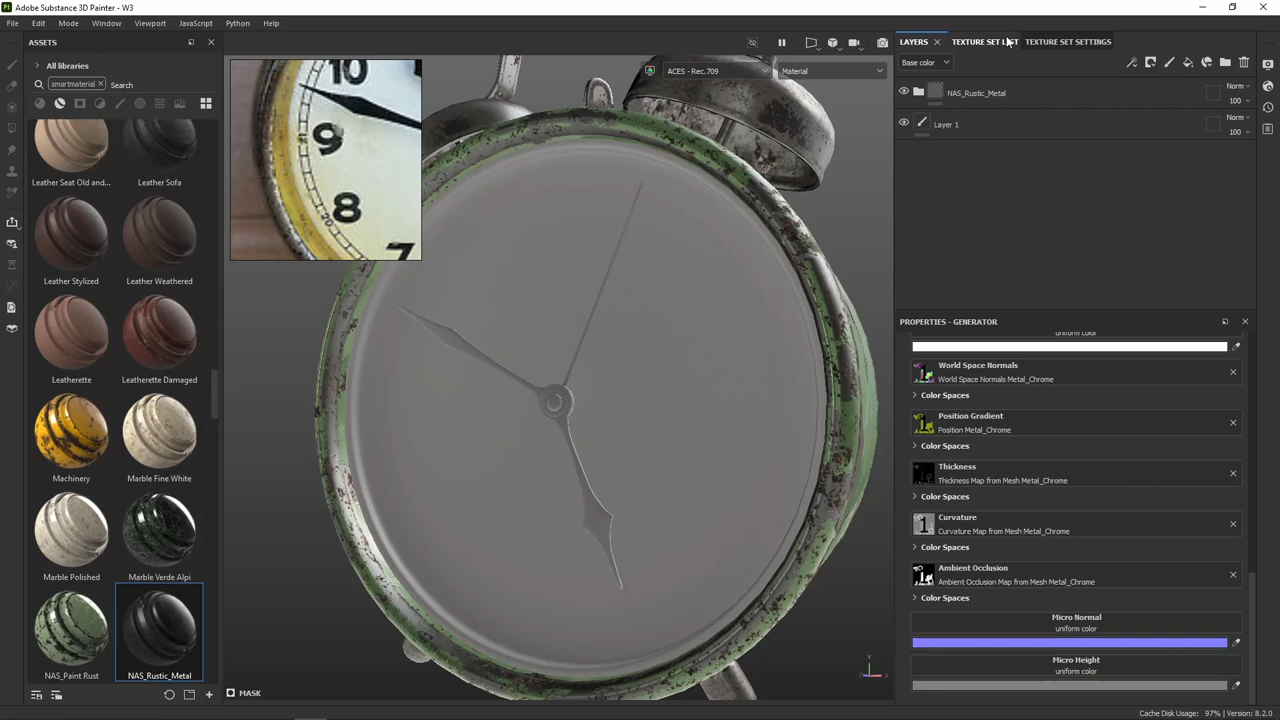 Adobe Substance 3D Painter - W3
File Edit Mode Window Viewport JavaScript Python Help
ASSETS
All libraries
smartmaterial Search
Leather Seat Old and... Leather Sofa
Leather Stylized Leather Weathered
Leatherette Leatherette Damaged
Machinery Marble Fine White
Marble Polished Marble Verde Alpi
NAS_Paint Rust NAS_Rustic_Metal
10
9
8
20
7
ACES - Rec.709 Material
MASK
LAYERS TEXTURE SET LIST TEXTURE SET SETTINGS
Base color
NAS_Rustic_Metal Norm
100
Layer 1 Norm
100
PROPERTIES - GENERATOR
uniform color
World Space Normals
World Space Normals Metal_Chrome
Color Spaces
Position Gradient
Position Metal_Chrome
Color Spaces
Thickness
Thickness Map from Mesh Metal_Chrome
Color Spaces
Curvature
Curvature Map from Mesh Metal_Chrome
Color Spaces
Ambient Occlusion
Ambient Occlusion Map from Mesh Metal_Chrome
Color Spaces
Micro Normal
uniform color
Micro Height
uniform color
Cache Disk Usage: 97% | Version: 8.2.0